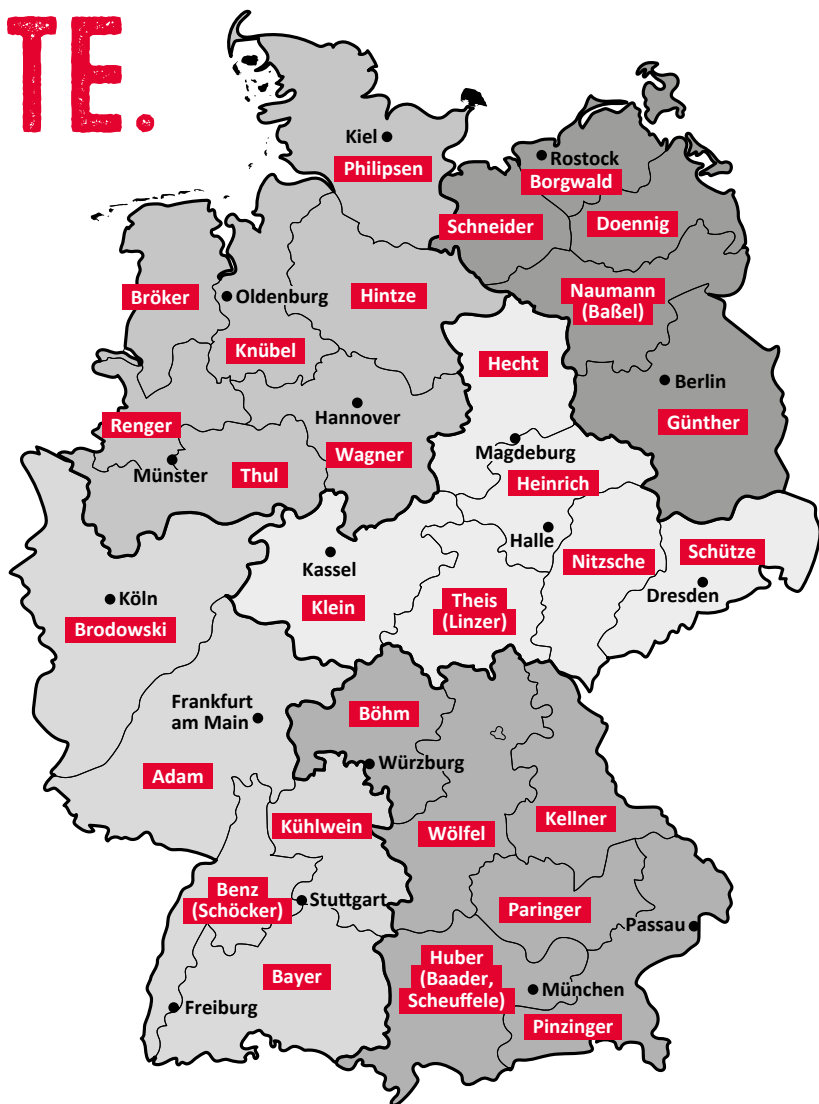 TE.
Kiel
Philipsen
Rostock
Borgwald
Schneider
Doennig
Bröker
Oldenburg
Hintze
Naumann
(Baßel)
Knübel
Hecht
Berlin
Hannover
Günther
Renger
Wagner
Magdeburg
Münster
Thul
Heinrich
Halle
Kassel
Nitzsche
Schütze
Dresden
Köln
Klein
Theis
(Linzer)
Brodowski
Frankfurt
am Main
Böhm
Würzburg
Adam
Kühlwein
Wölfel
Kellner
Benz
(Schöcker)
Stuttgart
Paringer
Passau
Huber
(Baader,
Scheuffele)
Bayer
München
Freiburg
Pinzinger